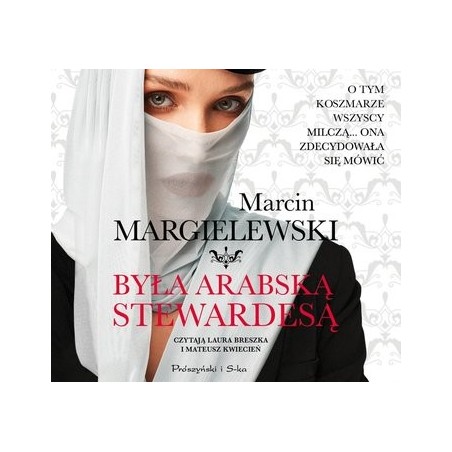 O TYM
KOSZMARZE
WSZYSCY
MILCZĄ... ONA
ZDECYDOWAŁA
SIĘ MÓWIĆ
Marcin
MARGIELEWSKI
BYŁA ARABSKĄ
STEWARDESĄ
CZYTAJĄ LAURA BRESZKA
I MATEUSZ KWIECIEŃ
Prószyński i S-ka